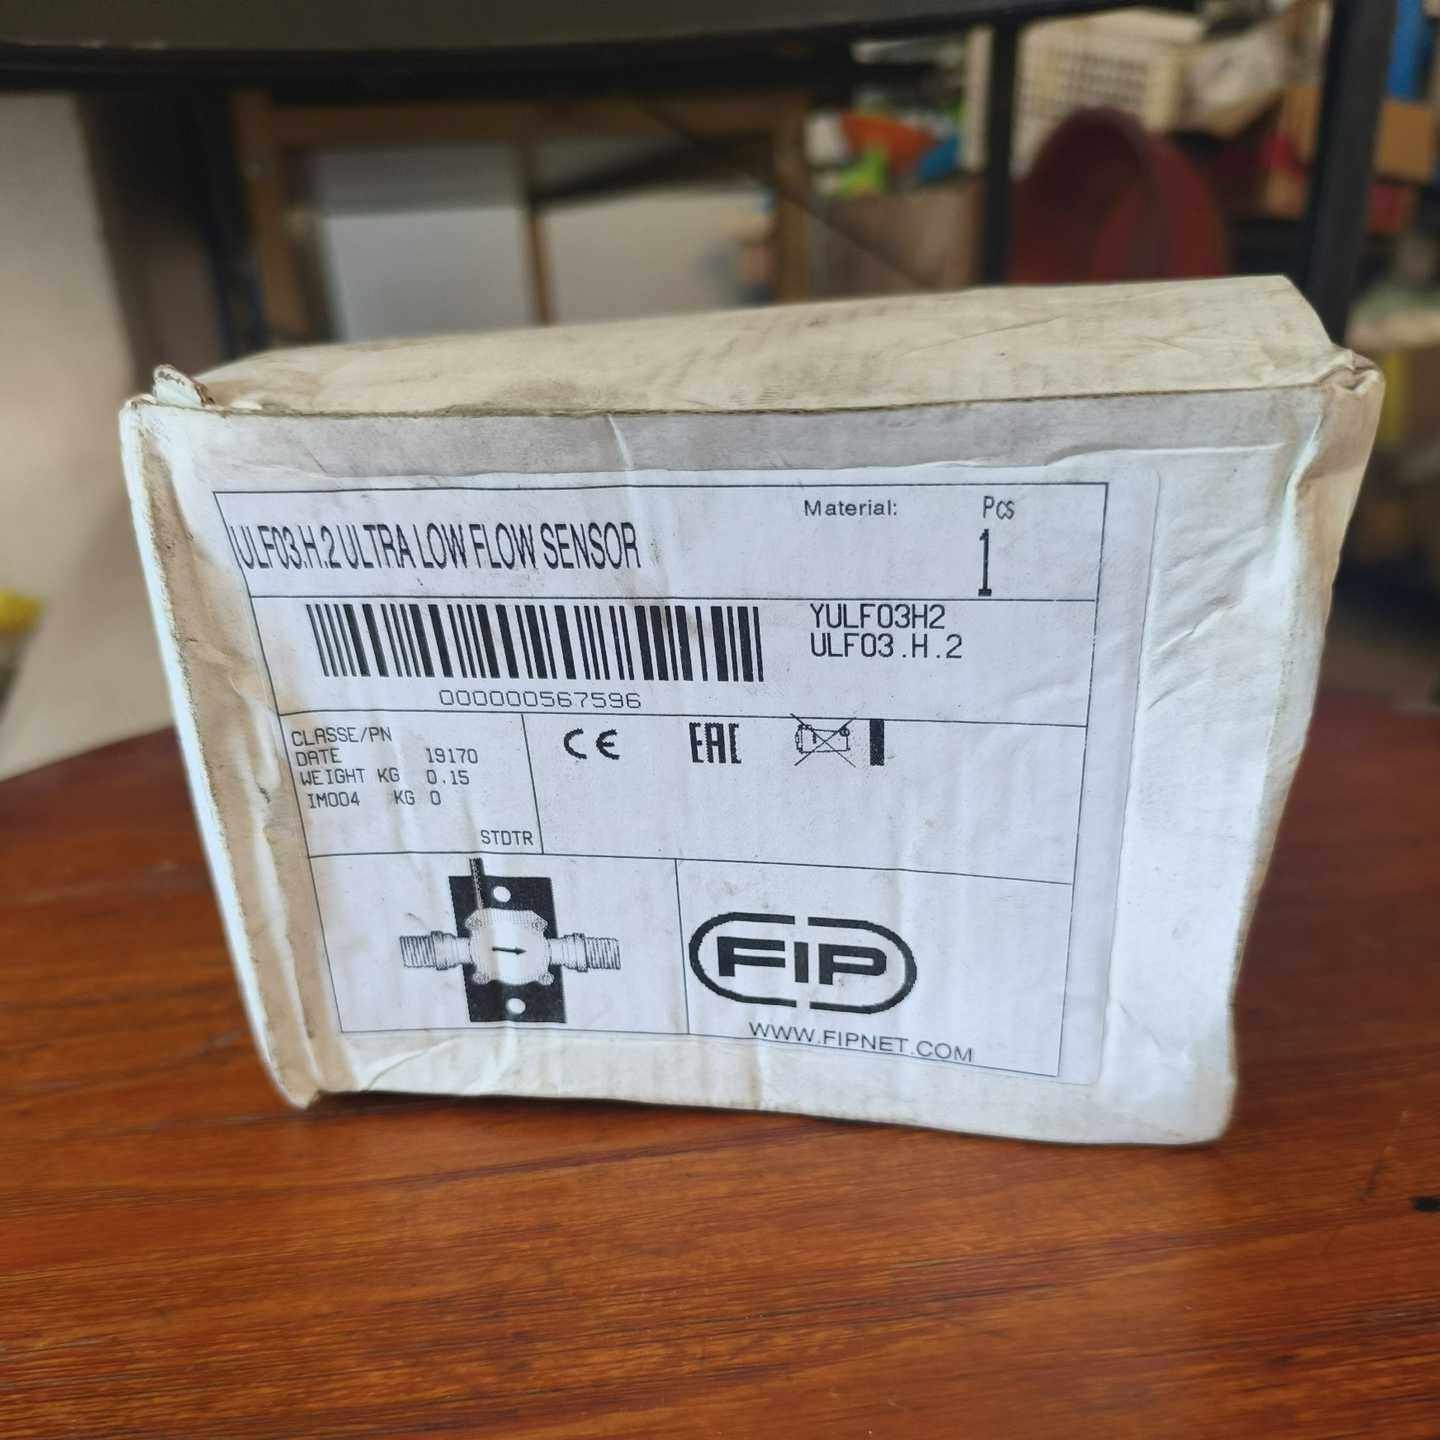 ULF03.H.2 ULTRA LOW FLOW SENSOR
Material:
Pcs
1
000000567596
YULF03H2
ULF03.H.2
CLASSE/PN
DATE 19170
WEIGHT KG 0.15
IM004 KG 0
STDTR
CE
EAC
FIP
WWW.FIPNET.COM